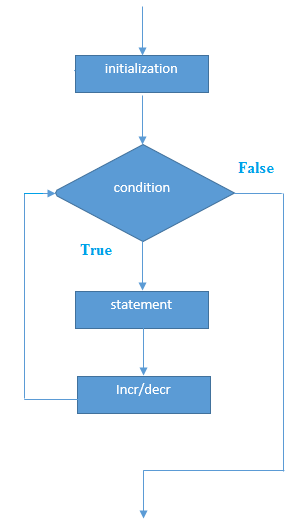 initialization
condition
False
True
statement
Incr/decr